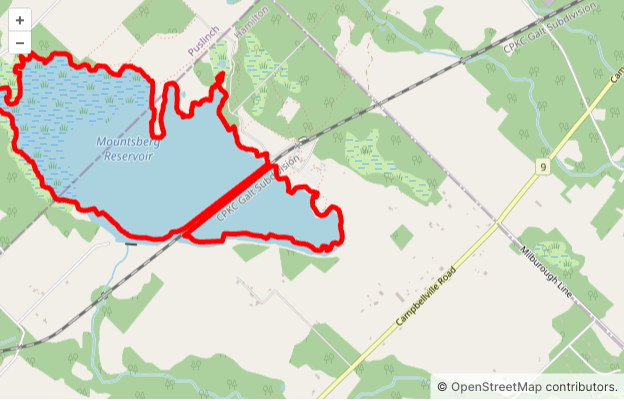 +
−
Puslinch
Hamilton
CPKC Galt Subdivision
Cam
9
Mountsberg
Reservoir
CPKC Galt Subdivision
Milburough Line
Campbellville Road
© OpenStreetMap contributors.